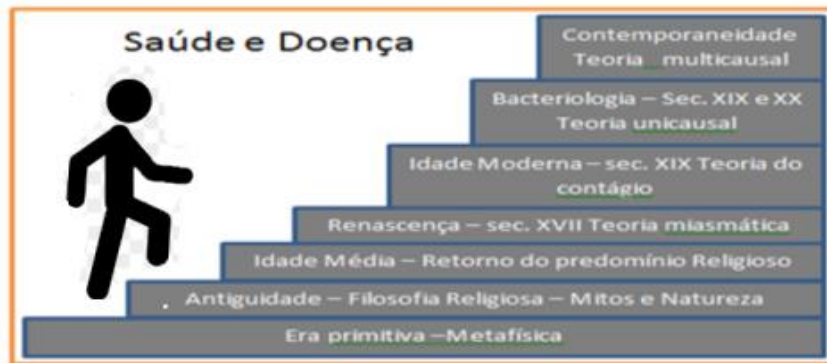 Saúde e Doença
Contemporaneidade
Teoria multicausal
Bacteriologia – Sec. XIX e XX
Teoria unicausal
Idade Moderna – sec. XIX Teoria do
contágio
Renascença – sec. XVII Teoria miasmática
Idade Média – Retorno do predomínio Religioso
. Antiguidade – Filosofia Religiosa – Mitos e Natureza
Era primitiva –Metafísica